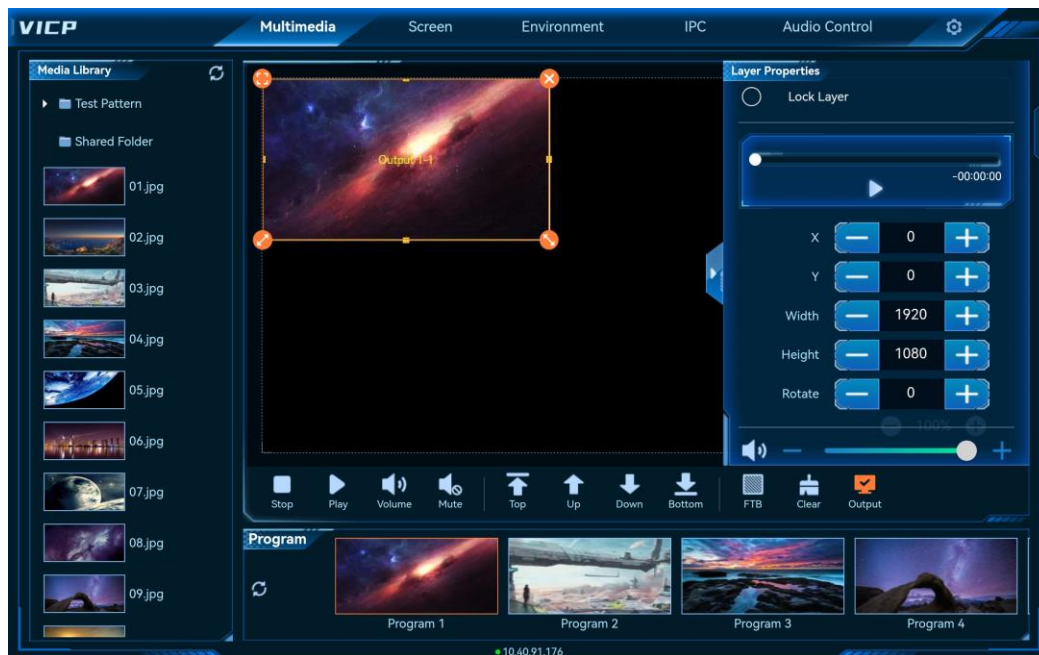 VICP
Multimedia
Screen
Environment
IPC
Audio Control
Media Library
Test Pattern
Shared Folder
01.jpg
02.jpg
03.jpg
04.jpg
05.jpg
06.jpg
07.jpg
08.jpg
09.jpg
Output 1-1
Layer Properties
Lock Layer
-00:00:00
X 0
Y 0
Width 1920
Height 1080
Rotate 0
100%
Stop Play Volume Mute Top Up Down Bottom FTB Clear Output
Program
Program 1 Program 2 Program 3 Program 4
10.40.91.176